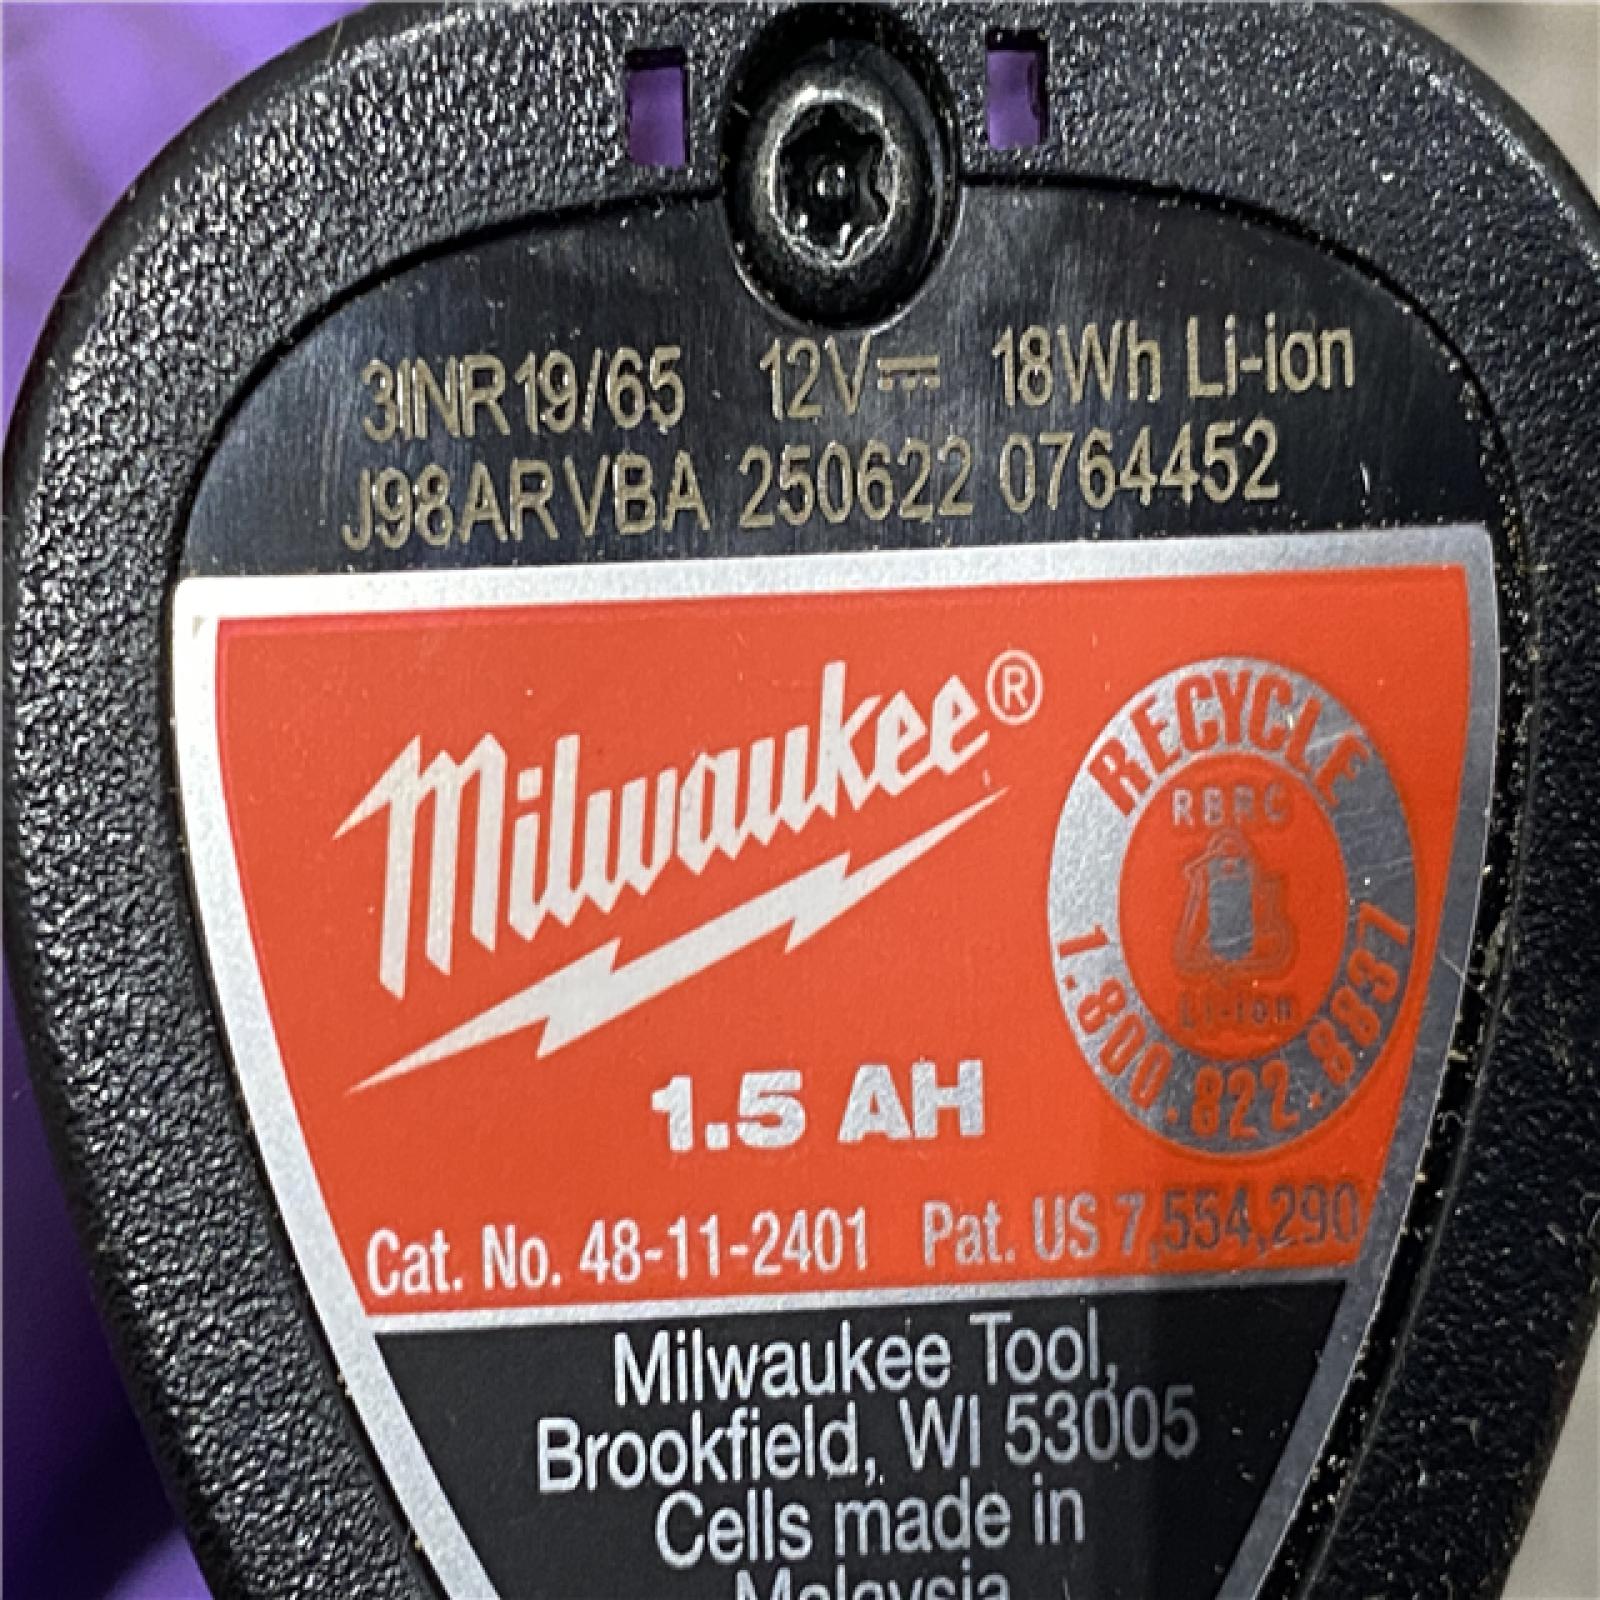 3INR19/65 12V⎓ 18Wh Li-ion
J98ARVBA 250622 0764452
Milwaukee®
RECYCLE
RBRC
Li-ion
1.800.822.8837
1.5 AH
Cat. No. 48-11-2401 Pat. US 7,554,290
Milwaukee Tool,
Brookfield, WI 53005
Cells made in
Malaysia